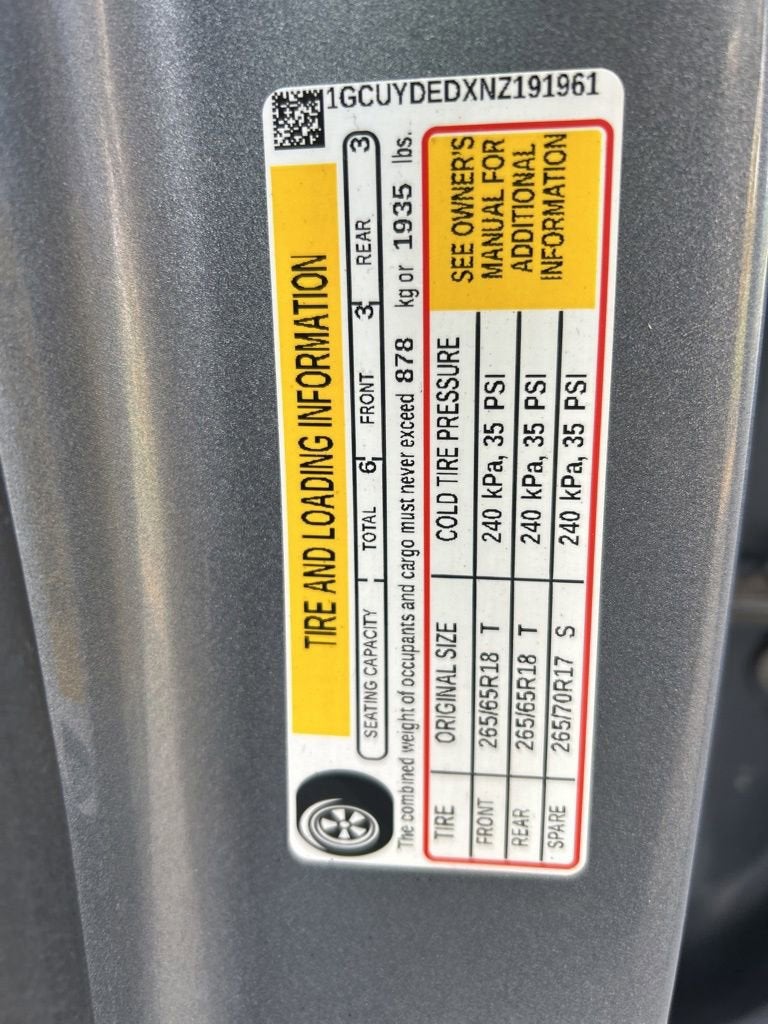 1GCUYDEDXNZ191961
TIRE AND LOADING INFORMATION
SEATING CAPACITY TOTAL 6 FRONT 3 REAR 3
The combined weight of occupants and cargo must never exceed 878 kg or 1935 lbs.
TIRE ORIGINAL SIZE COLD TIRE PRESSURE
FRONT 265/65R18 T 240 kPa, 35 PSI
REAR 265/65R18 T 240 kPa, 35 PSI
SPARE 265/70R17 S 240 kPa, 35 PSI
SEE OWNER'S
MANUAL FOR
ADDITIONAL
INFORMATION